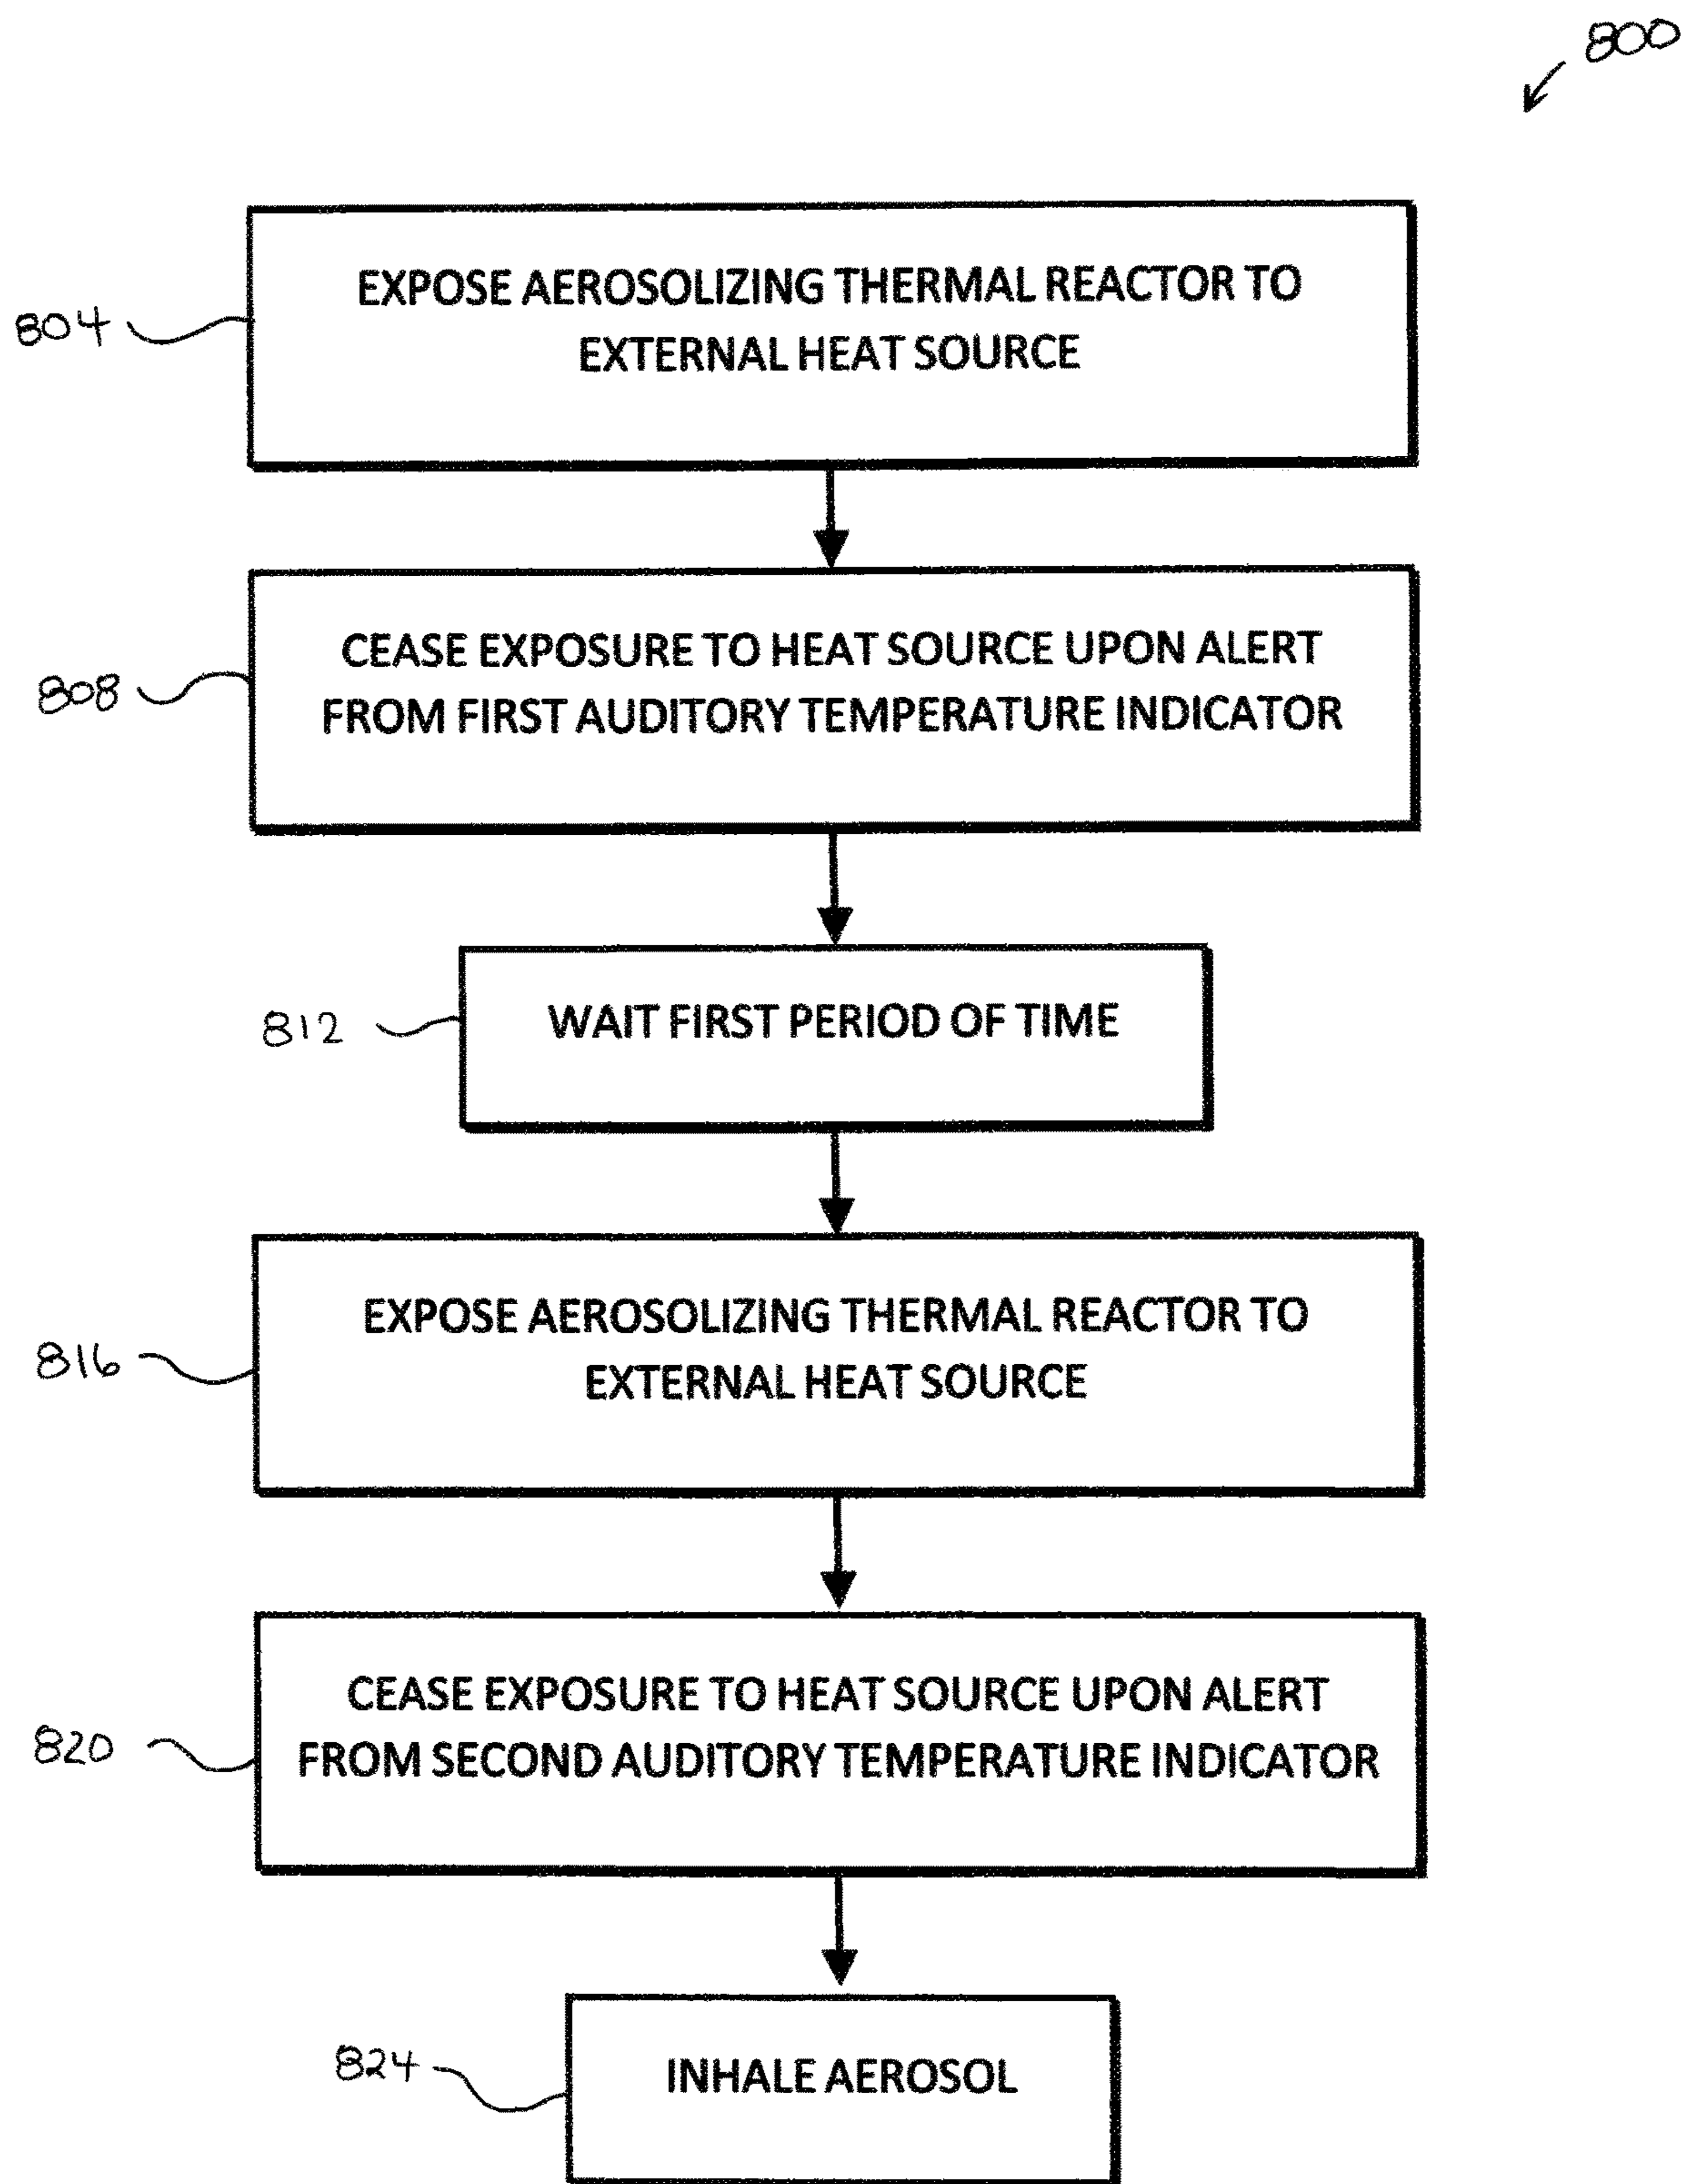 800
804
EXPOSE AEROSOLIZING THERMAL REACTOR TO
EXTERNAL HEAT SOURCE
808
CEASE EXPOSURE TO HEAT SOURCE UPON ALERT
FROM FIRST AUDITORY TEMPERATURE INDICATOR
812
WAIT FIRST PERIOD OF TIME
816
EXPOSE AEROSOLIZING THERMAL REACTOR TO
EXTERNAL HEAT SOURCE
820
CEASE EXPOSURE TO HEAT SOURCE UPON ALERT
FROM SECOND AUDITORY TEMPERATURE INDICATOR
824
INHALE AEROSOL